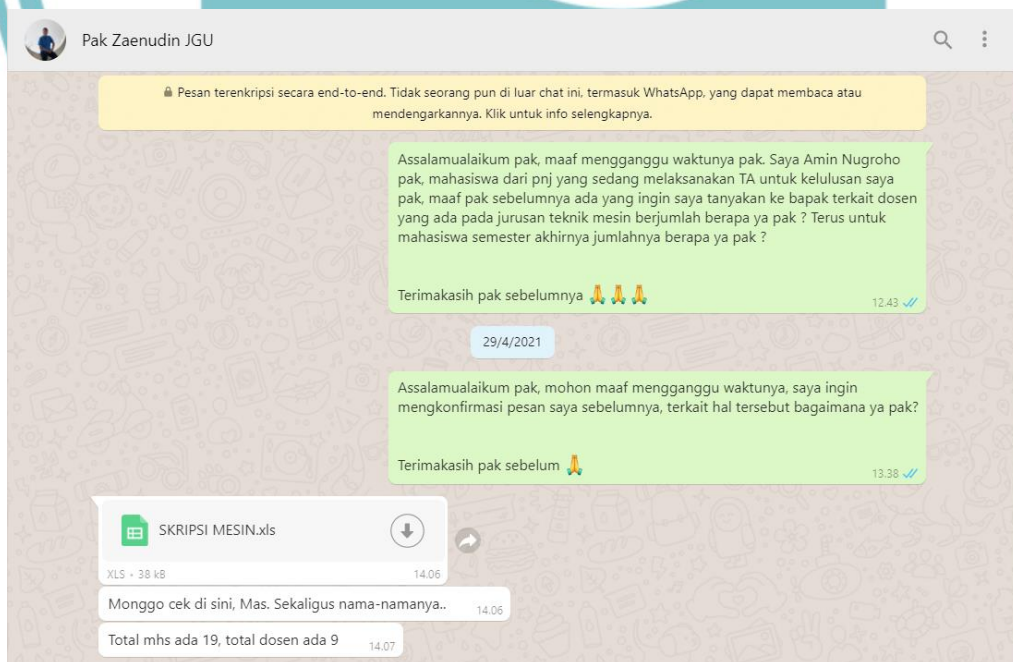 Pak Zaenudin JGU
Pesan terenkripsi secara end-to-end. Tidak seorang pun di luar chat ini, termasuk WhatsApp, yang dapat membaca atau
mendengarkannya. Klik untuk info selengkapnya.
Assalamualaikum pak, maaf mengganggu waktunya pak. Saya Amin Nugroho
pak, mahasiswa dari pnj yang sedang melaksanakan TA untuk kelulusan saya
pak, maaf pak sebelumnya ada yang ingin saya tanyakan ke bapak terkait dosen
yang ada pada jurusan teknik mesin berjumlah berapa ya pak ? Terus untuk
mahasiswa semester akhirnya jumlahnya berapa ya pak ?
Terimakasih pak sebelumnya 🙏🙏🙏
12.43
29/4/2021
Assalamualaikum pak, mohon maaf mengganggu waktunya, saya ingin
mengkonfirmasi pesan saya sebelumnya, terkait hal tersebut bagaimana ya pak?
Terimakasih pak sebelum 🙏
13.38
SKRIPSI MESIN.xls
XLS • 38 kB 14.06
Monggo cek di sini, Mas. Sekaligus nama-namanya.. 14.06
Total mhs ada 19, total dosen ada 9 14.07